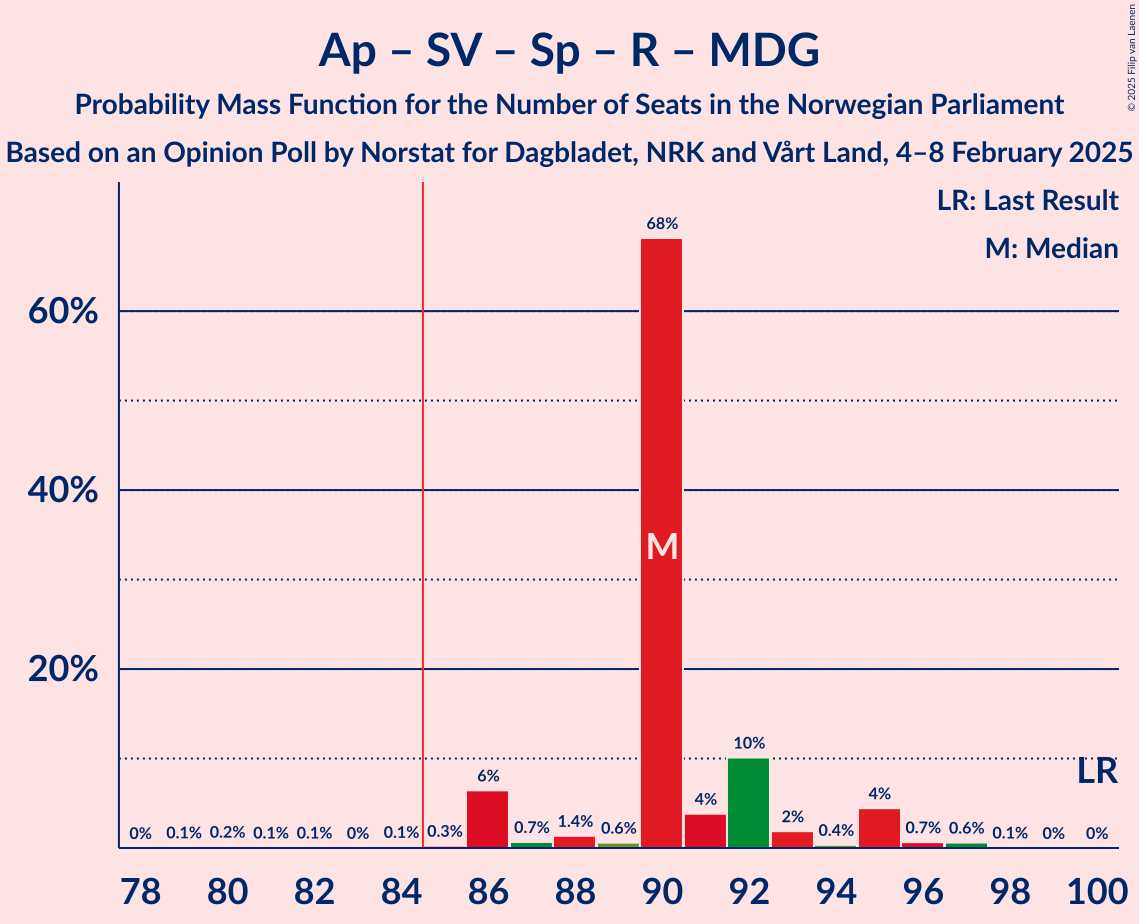 Ap – SV – Sp – R – MDG
Probability Mass Function for the Number of Seats in the Norwegian Parliament
Based on an Opinion Poll by Norstat for Dagbladet, NRK and Vårt Land, 4–8 February 2025
© 2025 Filip van Laenen
LR: Last Result
M: Median
60%
40%
20%
0% 0.1% 0.2% 0.1% 0.1% 0% 0.1% 0.3% 6% 0.7% 1.4% 0.6% 68% 4% 10% 2% 0.4% 4% 0.7% 0.6% 0.1% 0% 0%
M
LR
78 80 82 84 86 88 90 92 94 96 98 100